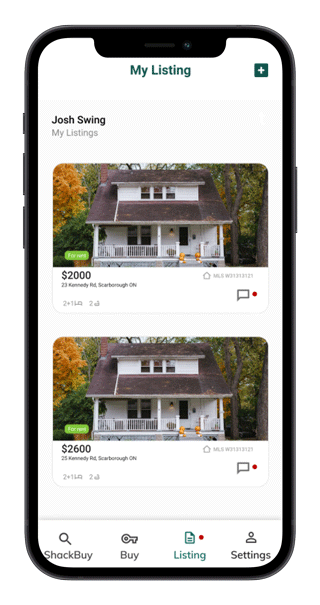 My Listing
Josh Swing
My Listings
For rent
$2000
MLS W31313121
23 Kennedy Rd, Scarborough ON
2+1 2
For rent
$2600
MLS W31313121
25 Kennedy Rd, Scarborough ON
2+1 2
ShackBuy Buy Listing Settings